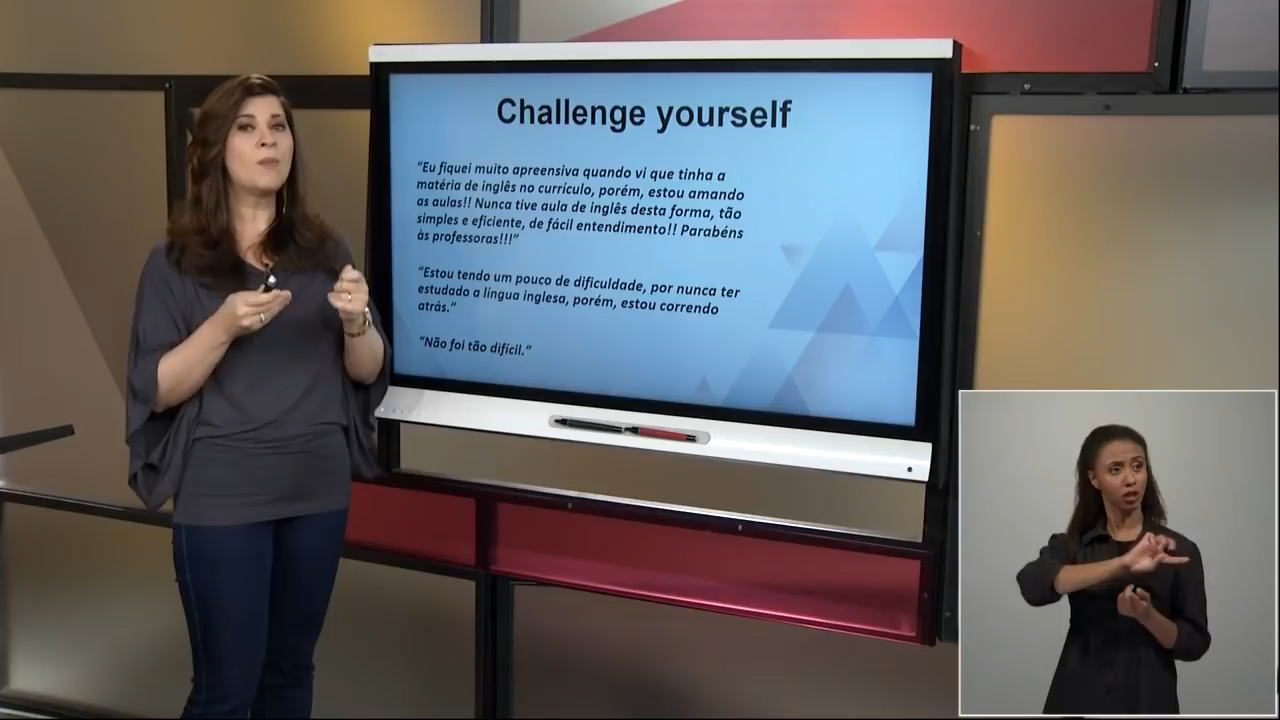 Challenge yourself
“Eu fiquei muito apreensiva quando vi que tinha a
matéria de inglês no currículo, porém, estou amando
as aulas!! Nunca tive aula de inglês desta forma, tão
simples e eficiente, de fácil entendimento!! Parabéns
às professoras!!!”
“Estou tendo um pouco de dificuldade, por nunca ter
estudado a língua inglesa, porém, estou correndo
atrás.”
“Não foi tão difícil.”